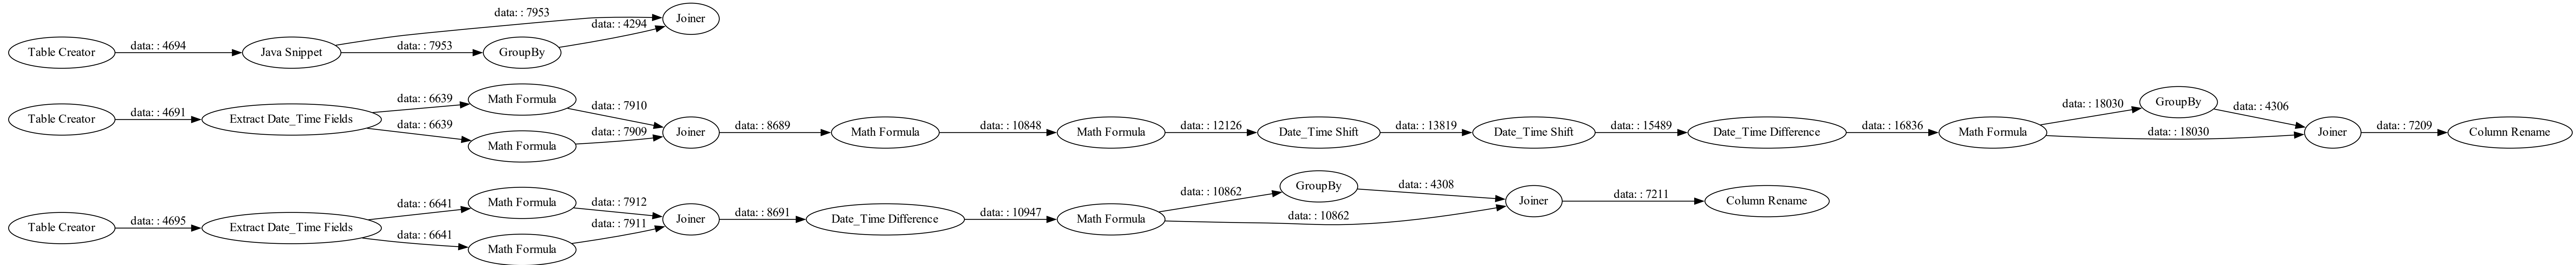 data: : 7953
Joiner
data: : 4294
Table Creator
data: : 4694
Java Snippet
data: : 7953
GroupBy
Table Creator
data: : 4691
Extract Date_Time Fields
data: : 6639
Math Formula
data: : 7910
data: : 6639
Math Formula
data: : 7909
Joiner
data: : 8689
Math Formula
data: : 10848
Math Formula
data: : 12126
Date_Time Shift
data: : 13819
Date_Time Shift
data: : 15489
Date_Time Difference
data: : 16836
Math Formula
data: : 18030
GroupBy
data: : 4306
data: : 18030
Joiner
data: : 7209
Column Rename
Table Creator
data: : 4695
Extract Date_Time Fields
data: : 6641
Math Formula
data: : 7912
data: : 6641
Math Formula
data: : 7911
Joiner
data: : 8691
Date_Time Difference
data: : 10947
Math Formula
data: : 10862
GroupBy
data: : 4308
data: : 10862
Joiner
data: : 7211
Column Rename